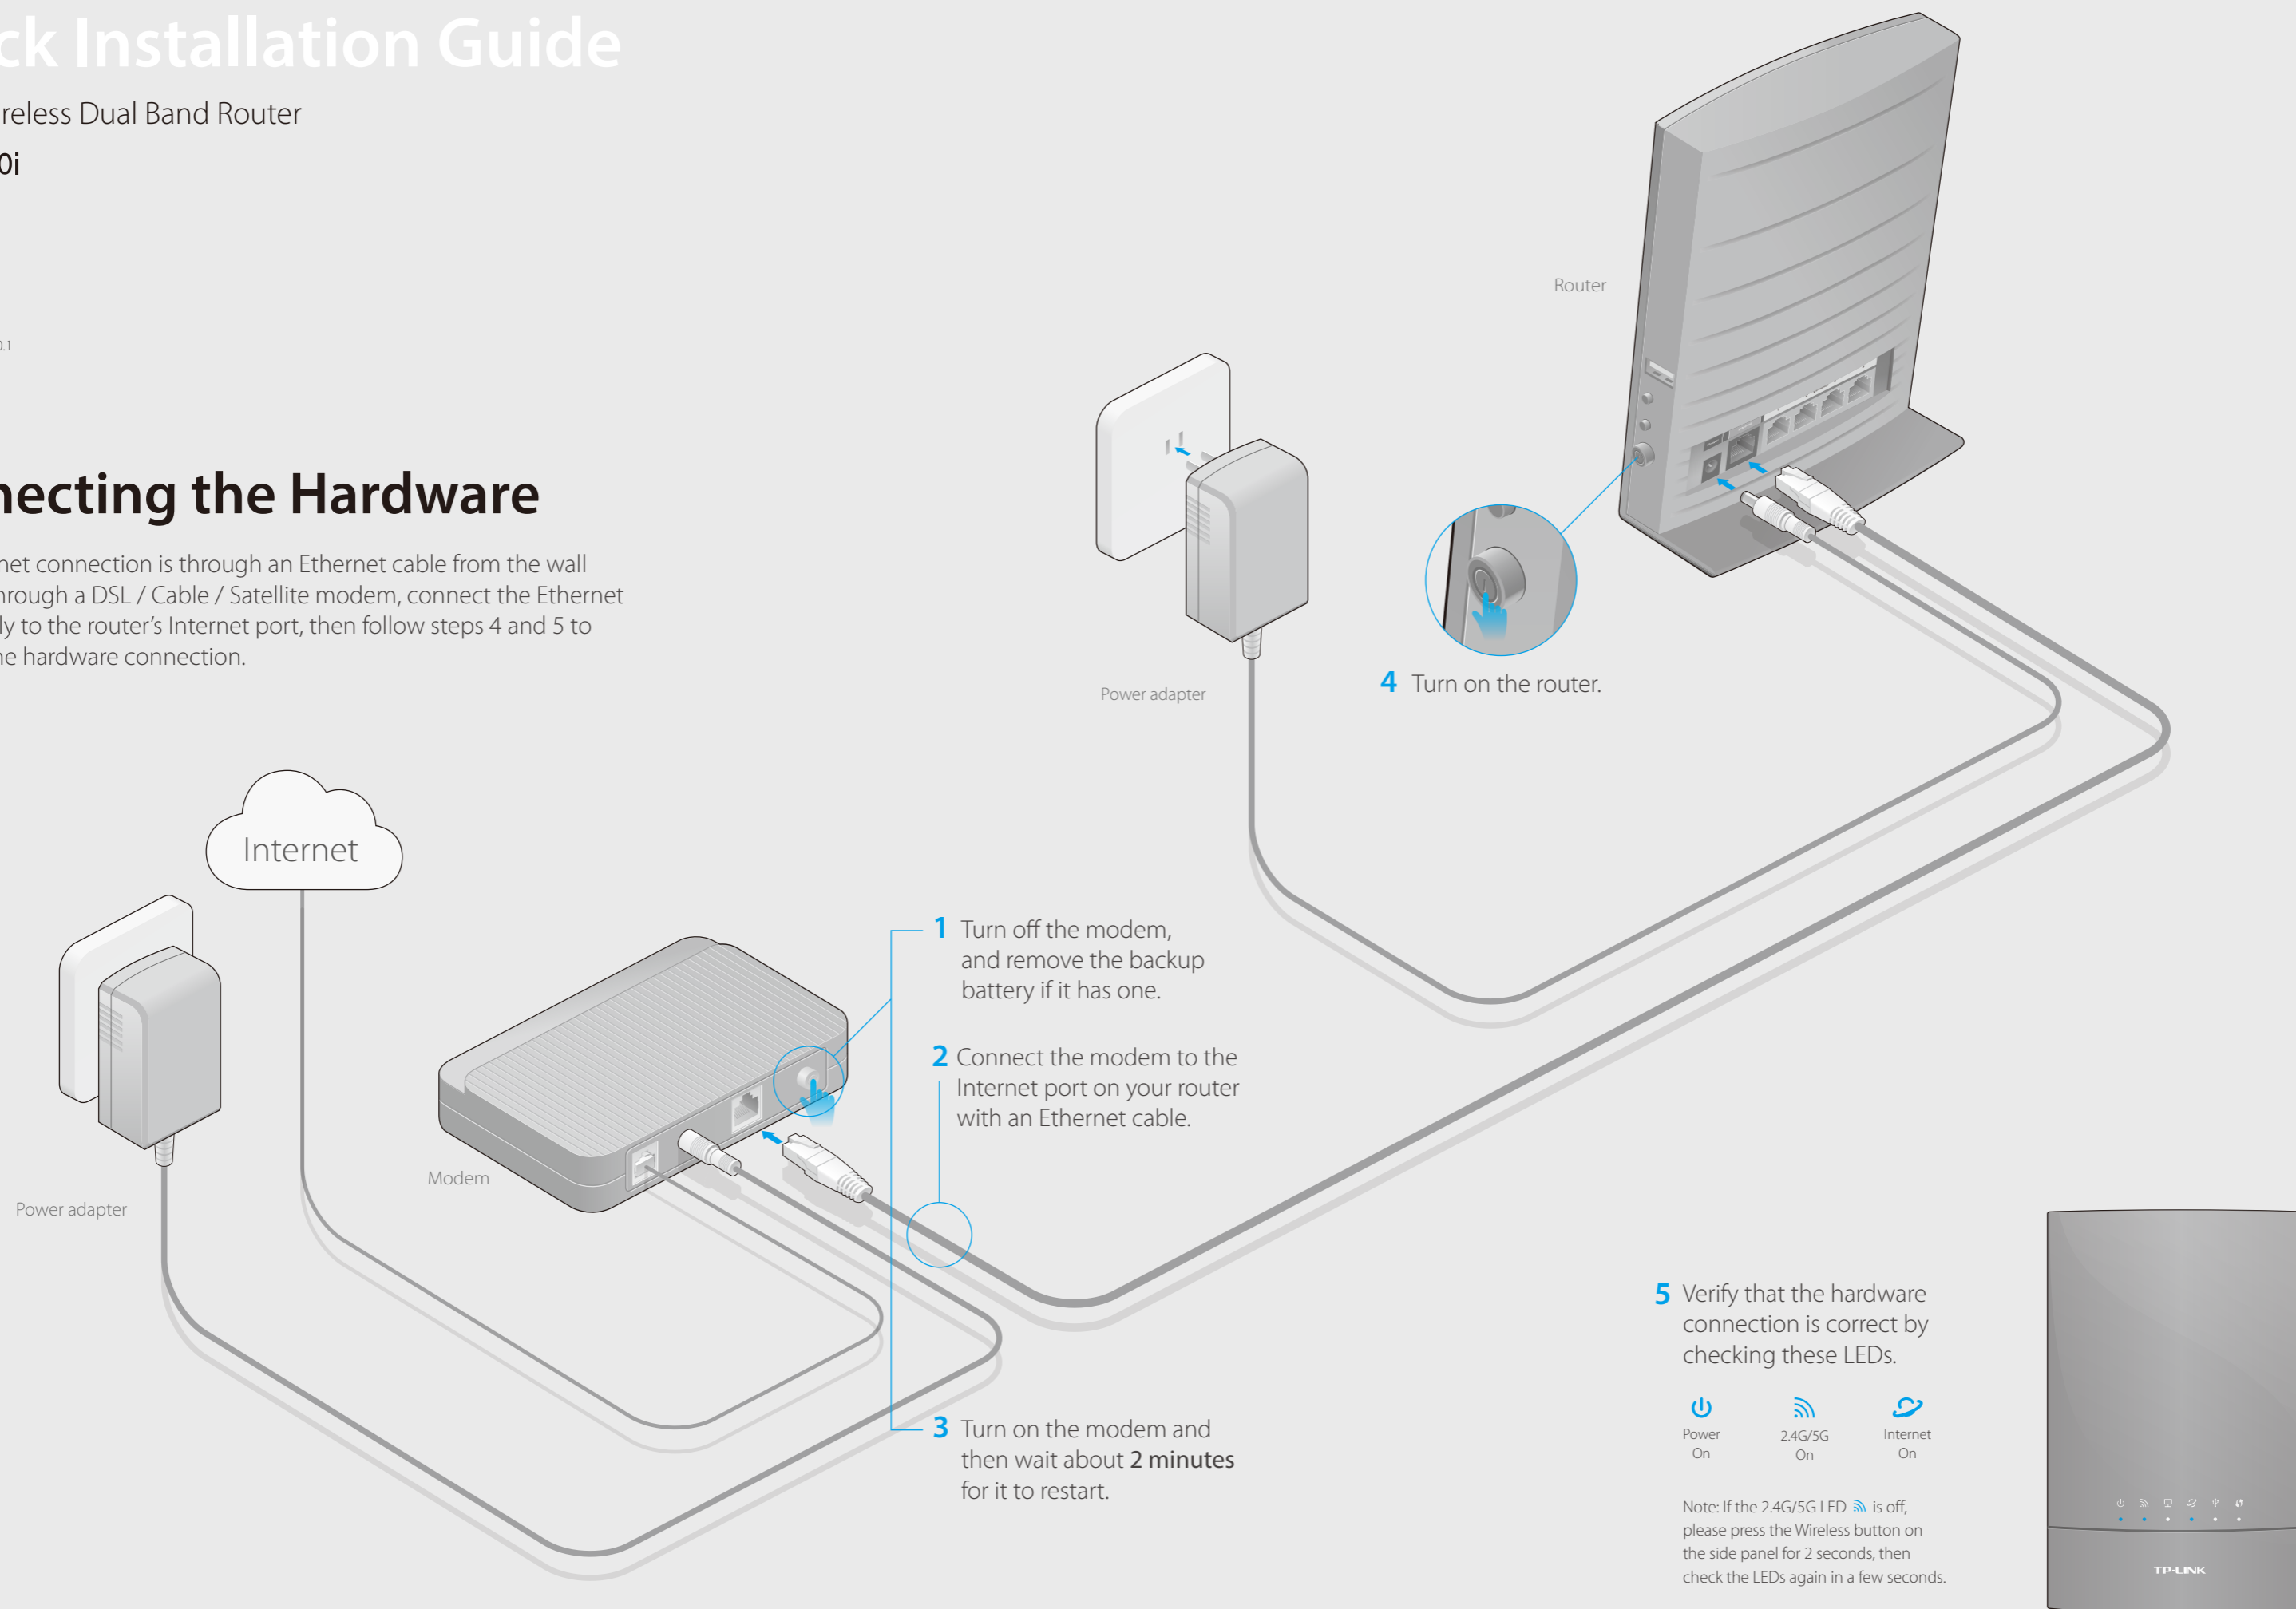 ck Installation Guide
reless Dual Band Router
0i
0.1
necting the Hardware
net connection is through an Ethernet cable from the wall
hrough a DSL / Cable / Satellite modem, connect the Ethernet
ly to the router's Internet port, then follow steps 4 and 5 to
he hardware connection.
Router
Power adapter
4 Turn on the router.
Internet
1 Turn off the modem,
and remove the backup
battery if it has one.
2 Connect the modem to the
Internet port on your router
with an Ethernet cable.
Modem
Power adapter
3 Turn on the modem and
then wait about 2 minutes
for it to restart.
5 Verify that the hardware
connection is correct by
checking these LEDs.
Power
On
2.4G/5G
On
Internet
On
Note: If the 2.4G/5G LED is off,
please press the Wireless button on
the side panel for 2 seconds, then
check the LEDs again in a few seconds.
TP-LINK